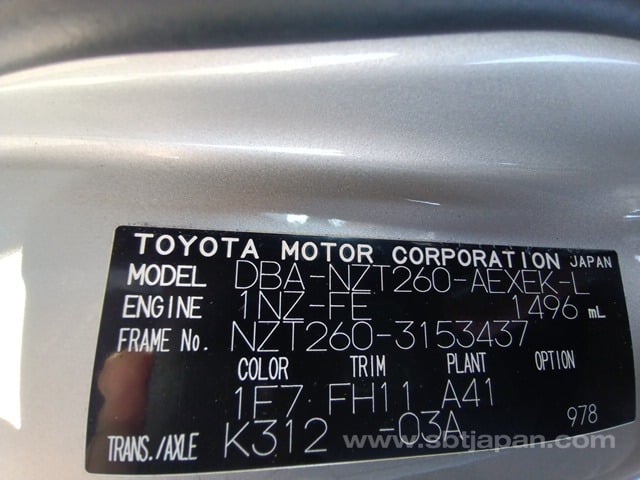 TOYOTA MOTOR CORPORATION JAPAN
MODEL DBA-NZT260-AEXEK-L
ENGINE 1NZ-FE 1496 mL
FRAME No. NZT260-3153437
COLOR TRIM PLANT OPTION
1F7 FH11 A41
TRANS./AXLE K312 -03A 978
www.sbtjapan.com